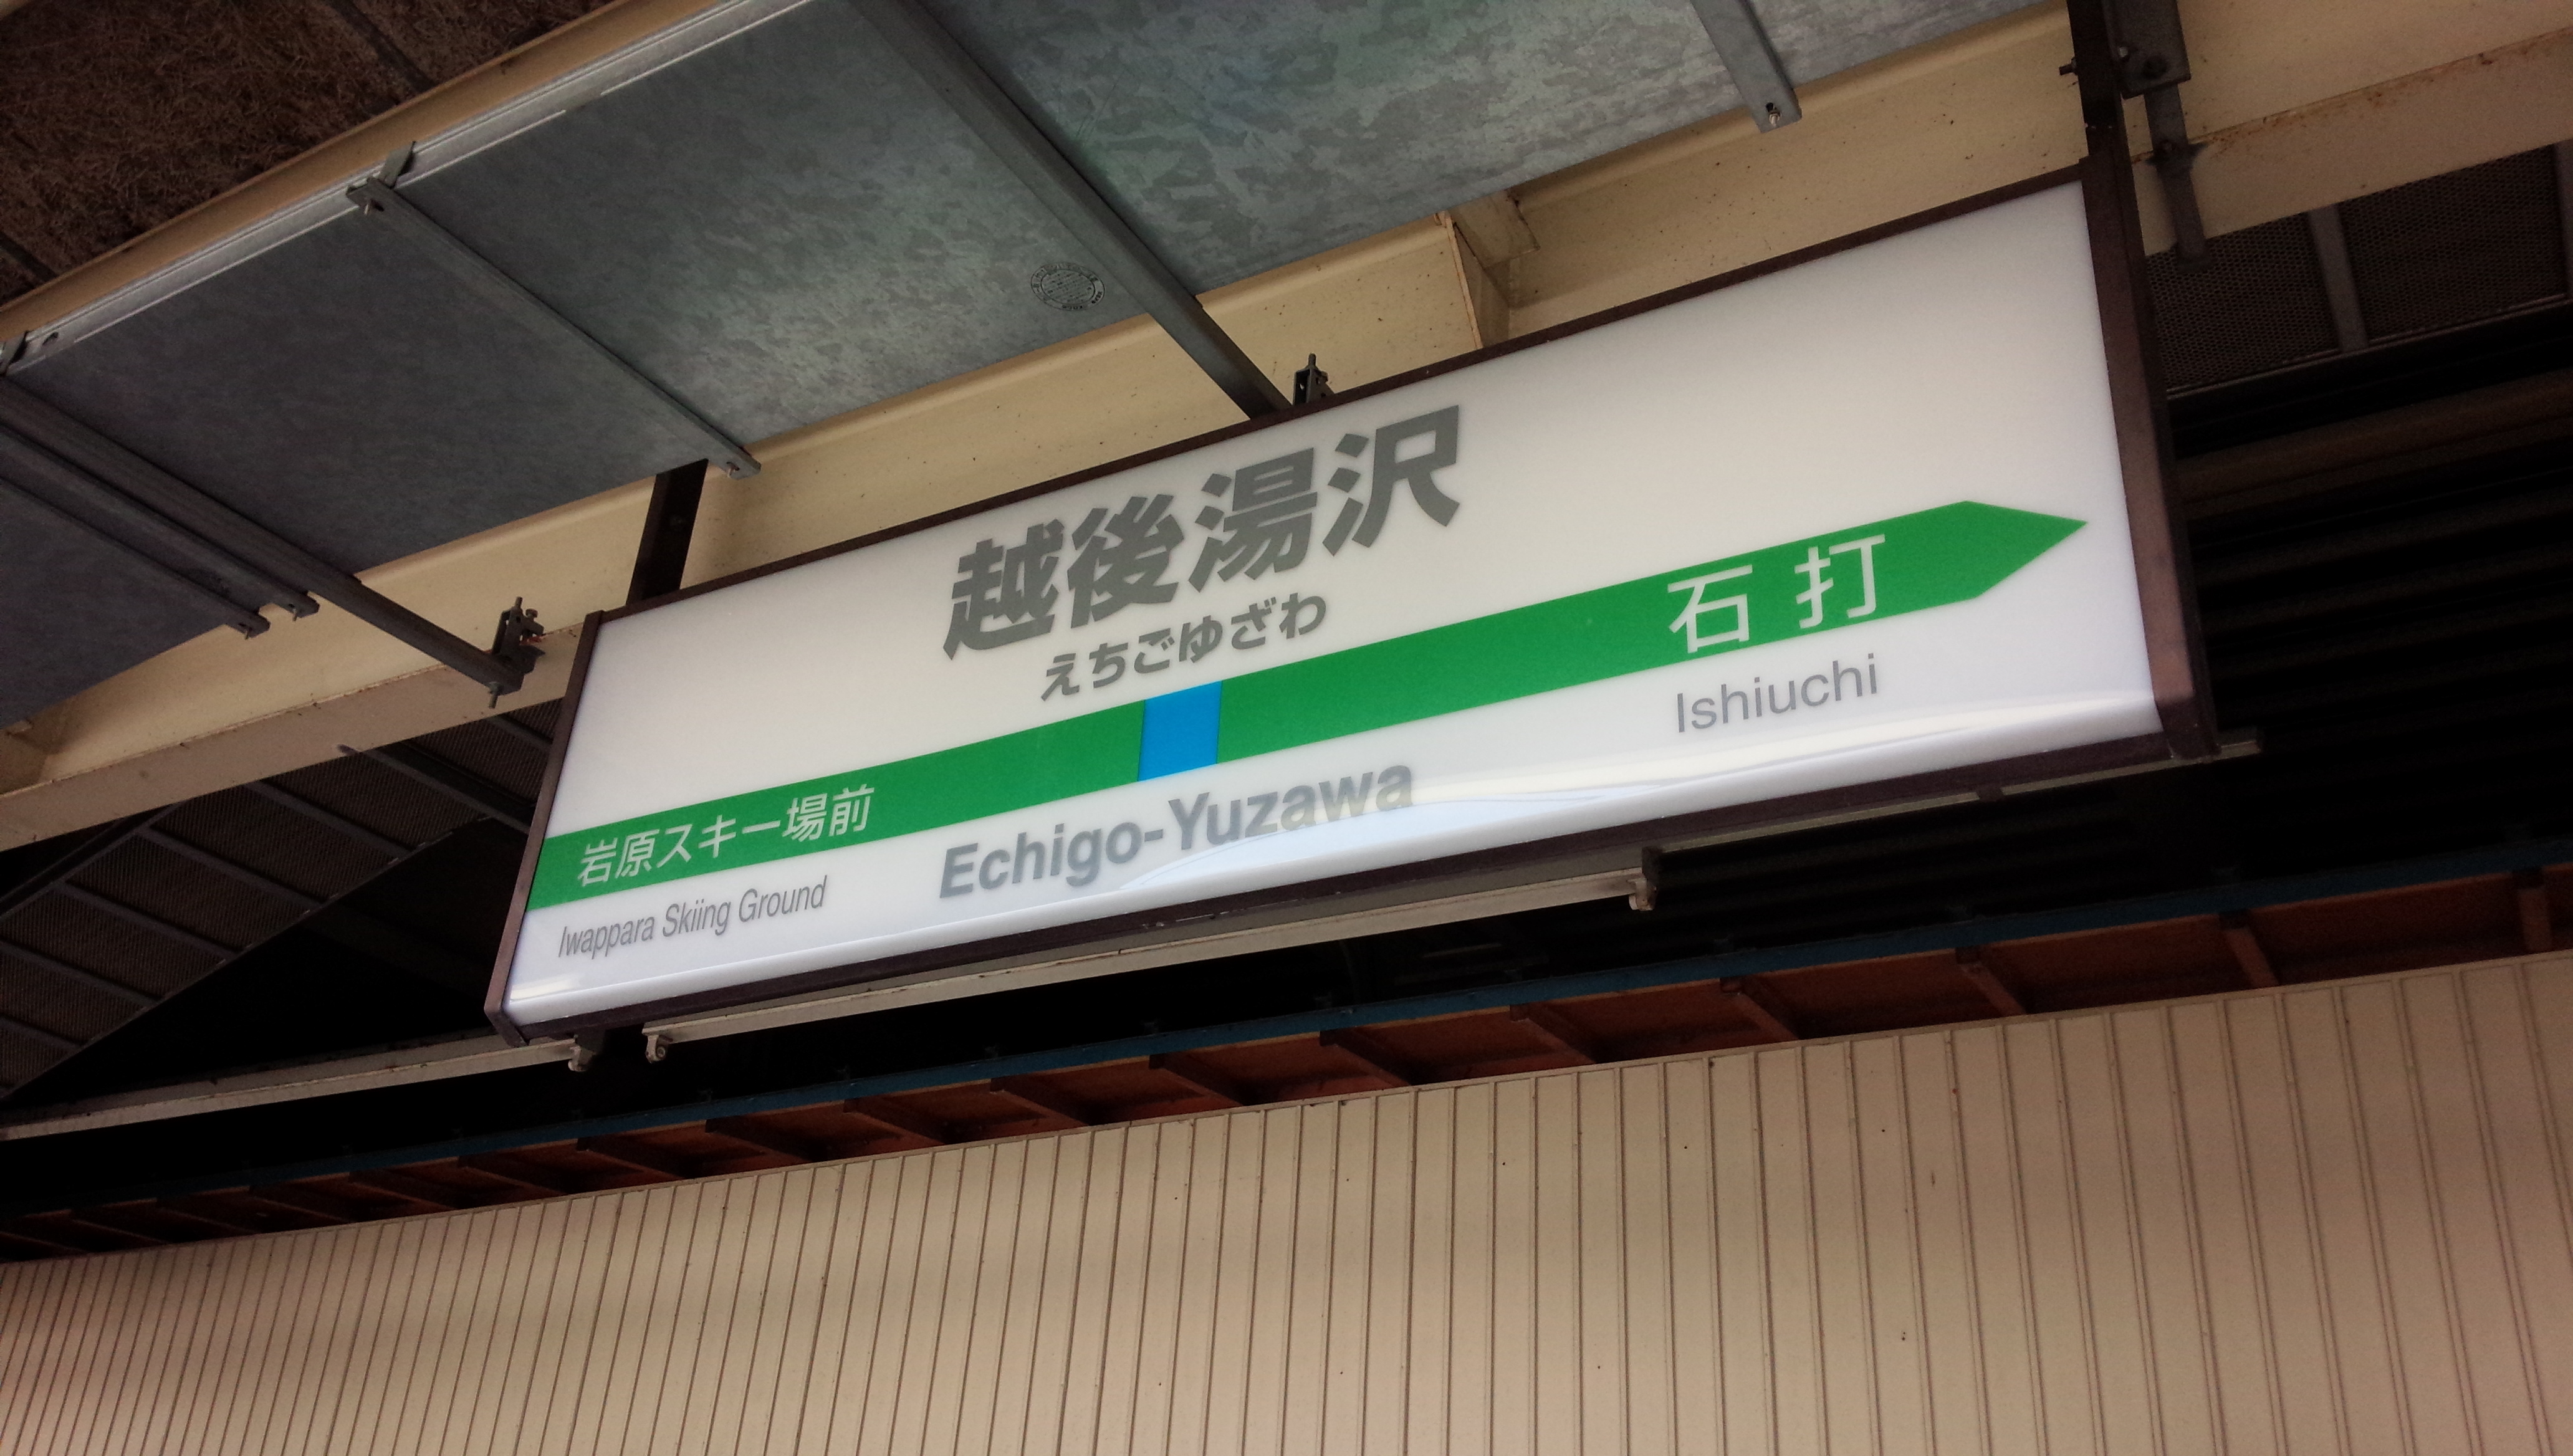 越後湯沢
えちごゆざわ
岩原スキー場前
石打
Iwappara Skiing Ground
Echigo-Yuzawa
Ishiuchi